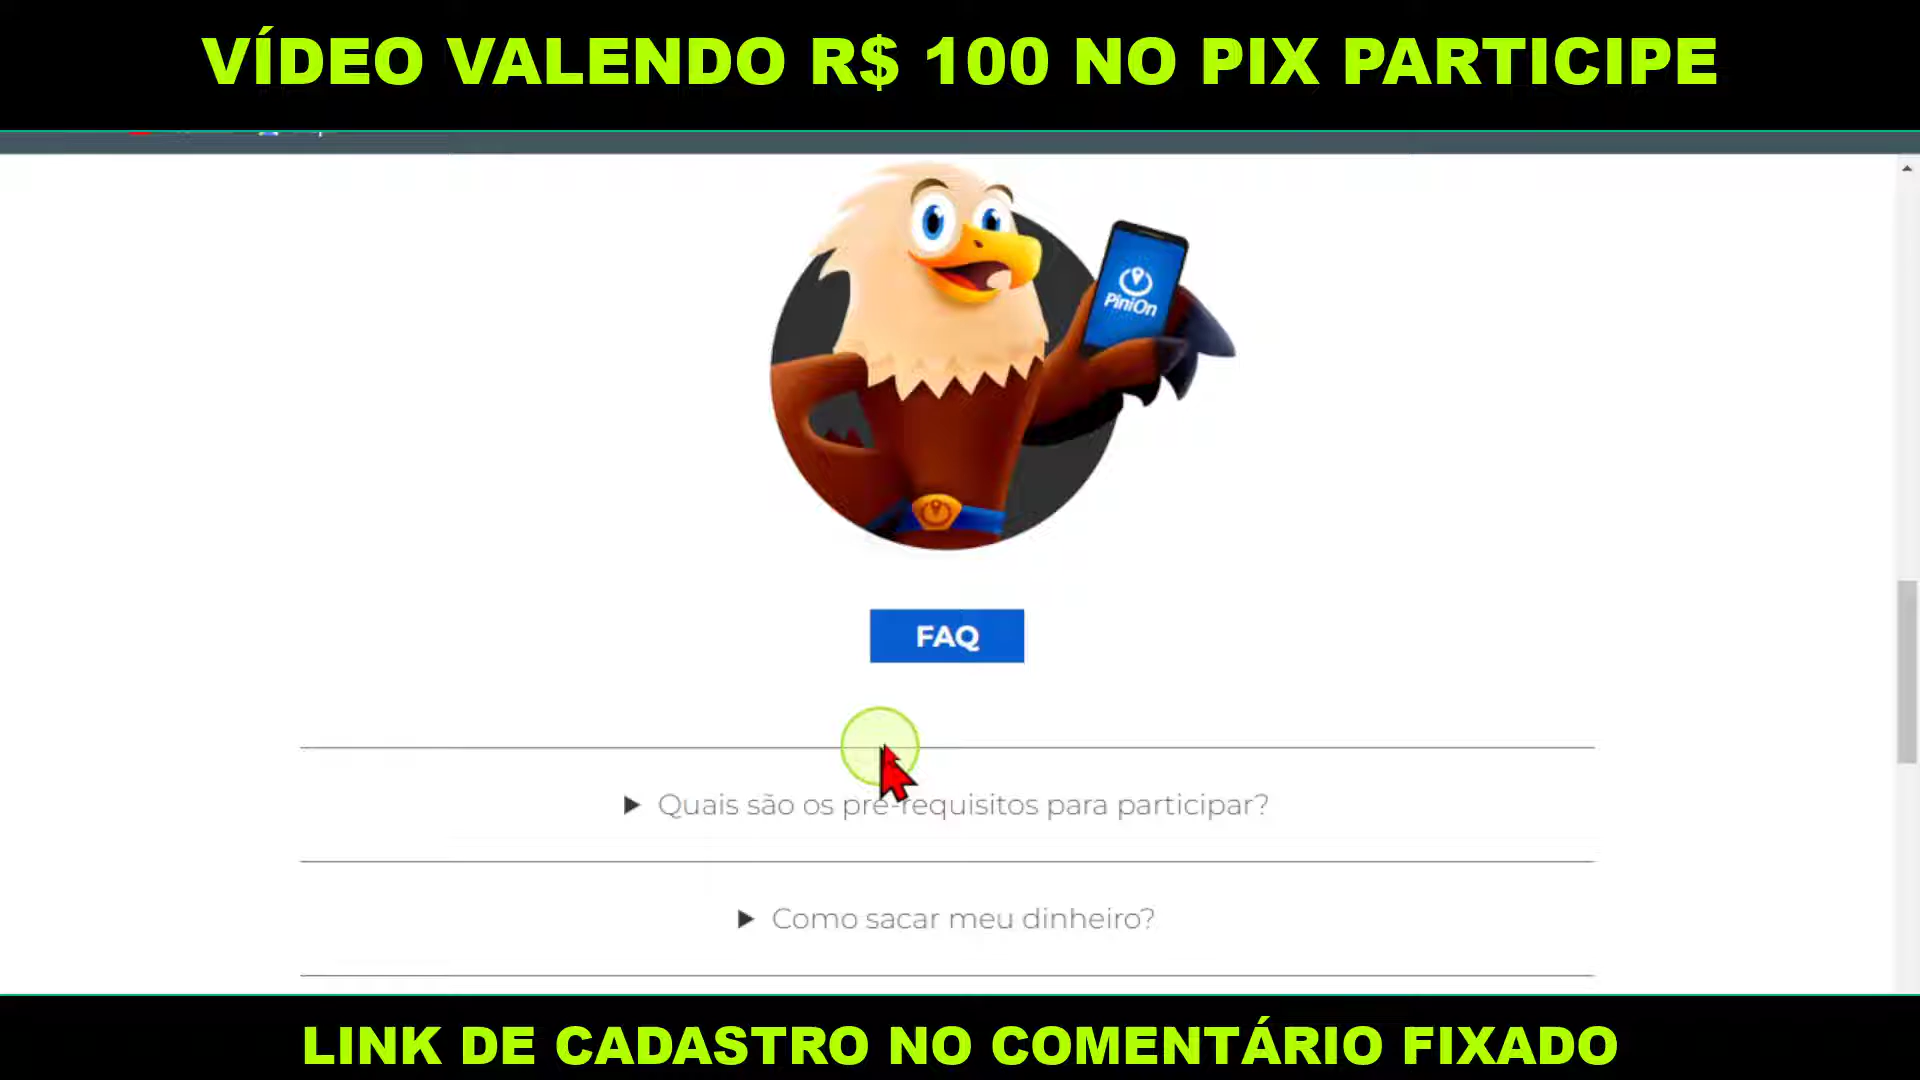 VÍDEO VALENDO R$ 100 NO PIX PARTICIPE
PiniOn
FAQ
Quais são os pré-requisitos para participar?
Como sacar meu dinheiro?
LINK DE CADASTRO NO COMENTÁRIO FIXADO